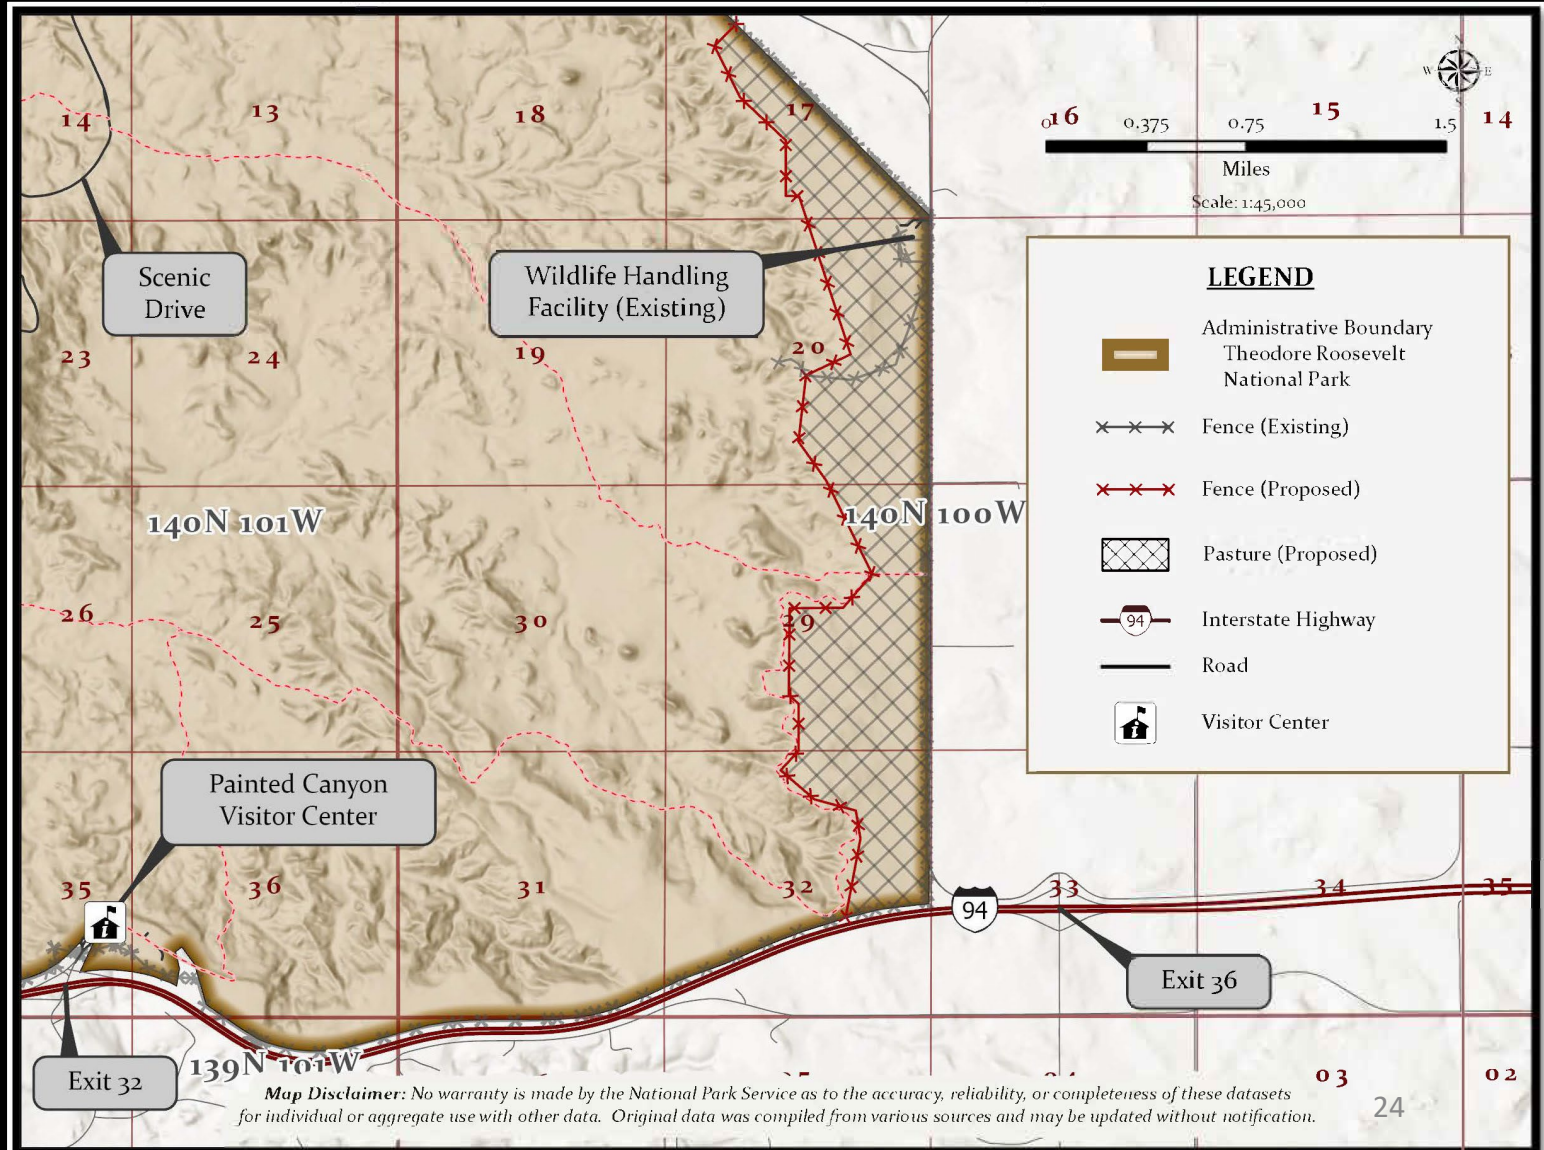 N
W E
S
14
13
18
17
0
16
0.375
0.75
15
1.5
14
Miles
Scale: 1:45,000
Scenic
Drive
Wildlife Handling
Facility (Existing)
23
24
19
20
LEGEND
Administrative Boundary
Theodore Roosevelt
National Park
Fence (Existing)
Fence (Proposed)
Pasture (Proposed)
94
Interstate Highway
Road
Visitor Center
140N 101W
140N 100W
26
25
30
29
Painted Canyon
Visitor Center
35
36
31
32
94
33
34
35
Exit 36
Exit 32
139N 101W
03
02
Map Disclaimer: No warranty is made by the National Park Service as to the accuracy, reliability, or completeness of these datasets
for individual or aggregate use with other data. Original data was compiled from various sources and may be updated without notification.
24